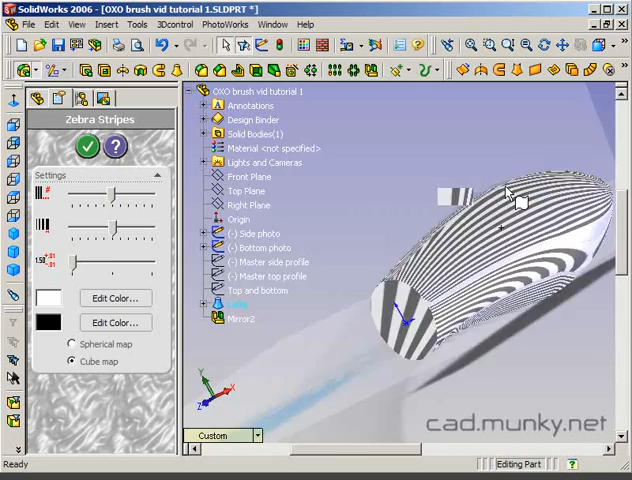 SolidWorks 2006 - [OXO brush vid tutorial 1.SLDPRT *]
File Edit View Insert Tools 3Dcontrol PhotoWorks Window Help
Zebra Stripes
Settings
1.50
Edit Color...
Edit Color...
Spherical map
Cube map
OXO brush vid tutorial 1
Annotations
Design Binder
Solid Bodies(1)
Material <not specified>
Lights and Cameras
Front Plane
Top Plane
Right Plane
Origin
(-) Side photo
(-) Bottom photo
(-) Master side profile
(-) Master top profile
Top and bottom
Mirror2
Y
X
Z
cad.munky.net
Custom
Ready
Editing Part